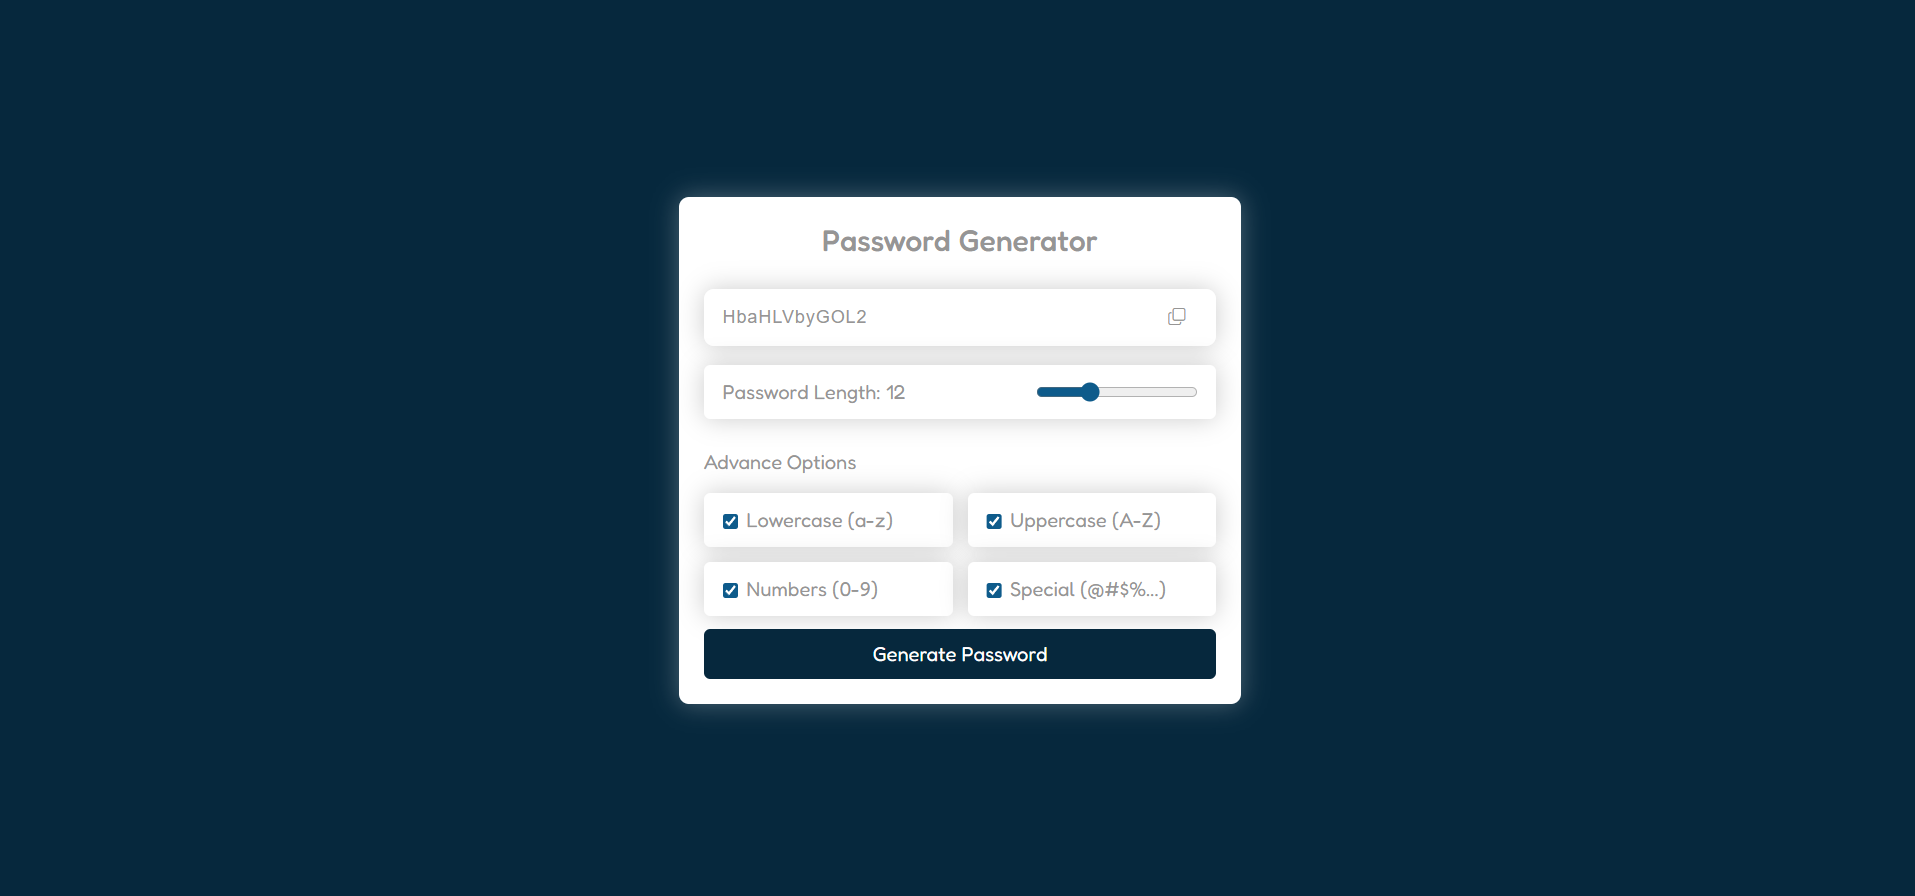 Password Generator
HbaHLVbyGOL2
Password Length: 12
Advance Options
Lowercase (a-z)
Uppercase (A-Z)
Numbers (0-9)
Special (@#$%...)
Generate Password